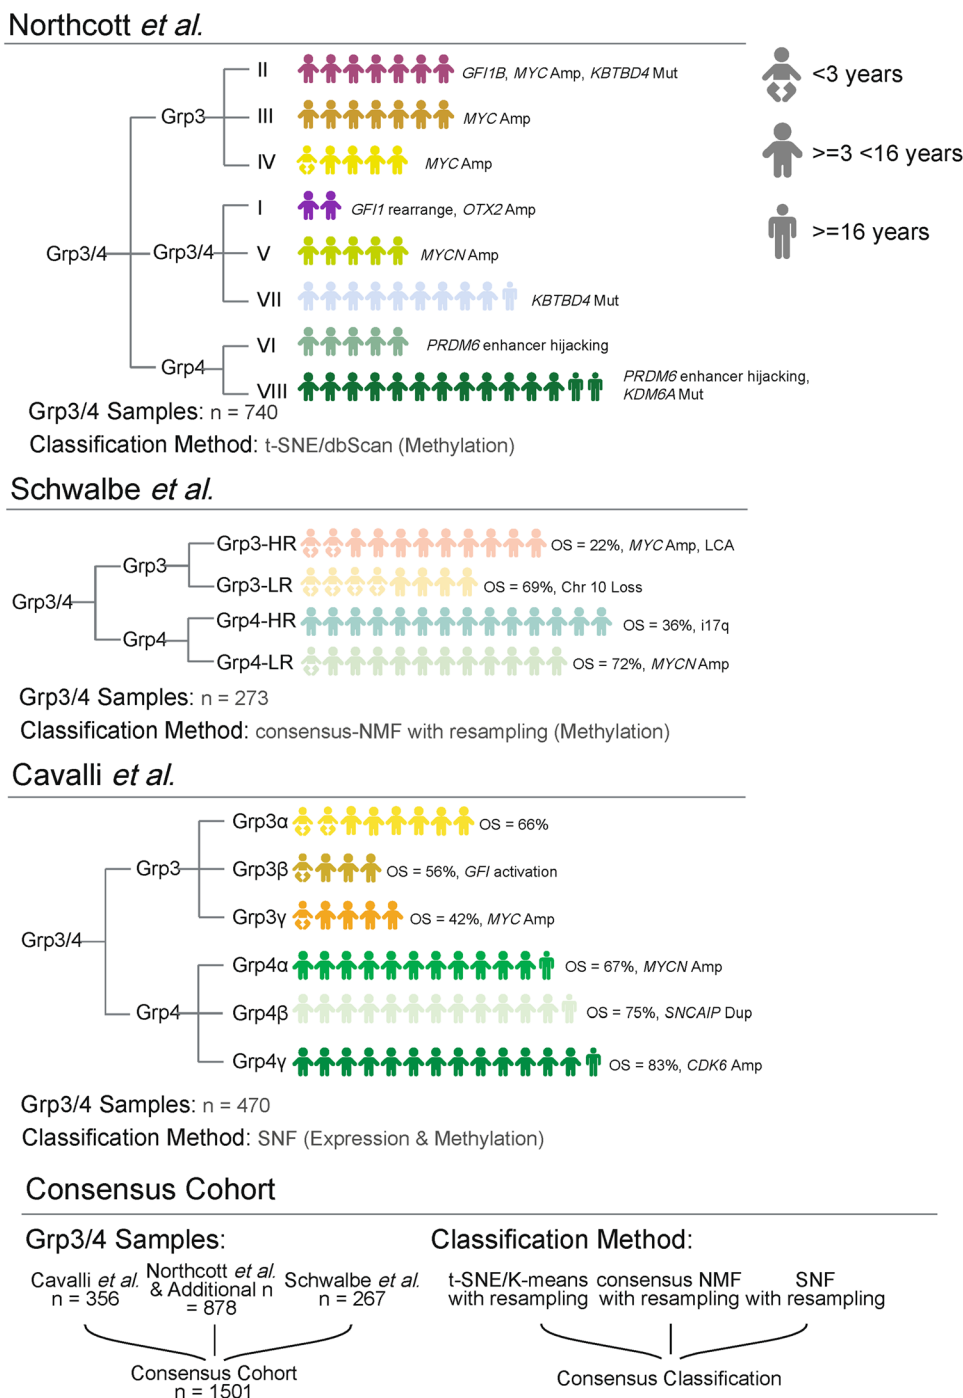 Northcott et al.
<3 years
>=3 <16 years
>=16 years
Grp3/4
Grp3
II
GFI1B, MYC Amp, KBTBD4 Mut
III
MYC Amp
IV
MYC Amp
Grp3/4
I
GFI1 rearrange, OTX2 Amp
V
MYCN Amp
VII
KBTBD4 Mut
Grp4
VI
PRDM6 enhancer hijacking
VIII
PRDM6 enhancer hijacking,
KDM6A Mut
Grp3/4 Samples: n = 740
Classification Method: t-SNE/dbScan (Methylation)
Schwalbe et al.
Grp3/4
Grp3
Grp3-HR
OS = 22%, MYC Amp, LCA
Grp3-LR
OS = 69%, Chr 10 Loss
Grp4
Grp4-HR
OS = 36%, i17q
Grp4-LR
OS = 72%, MYCN Amp
Grp3/4 Samples: n = 273
Classification Method: consensus-NMF with resampling (Methylation)
Cavalli et al.
Grp3/4
Grp3
Grp3α
OS = 66%
Grp3β
OS = 56%, GFI activation
Grp3γ
OS = 42%, MYC Amp
Grp4
Grp4α
OS = 67%, MYCN Amp
Grp4β
OS = 75%, SNCAIP Dup
Grp4γ
OS = 83%, CDK6 Amp
Grp3/4 Samples: n = 470
Classification Method: SNF (Expression & Methylation)
Consensus Cohort
Grp3/4 Samples:
Cavalli et al.
n = 356
Northcott et al.
& Additional n
= 878
Schwalbe et al.
n = 267
Consensus Cohort
n = 1501
Classification Method:
t-SNE/K-means
with resampling
consensus NMF
with resampling
SNF
with resampling
Consensus Classification